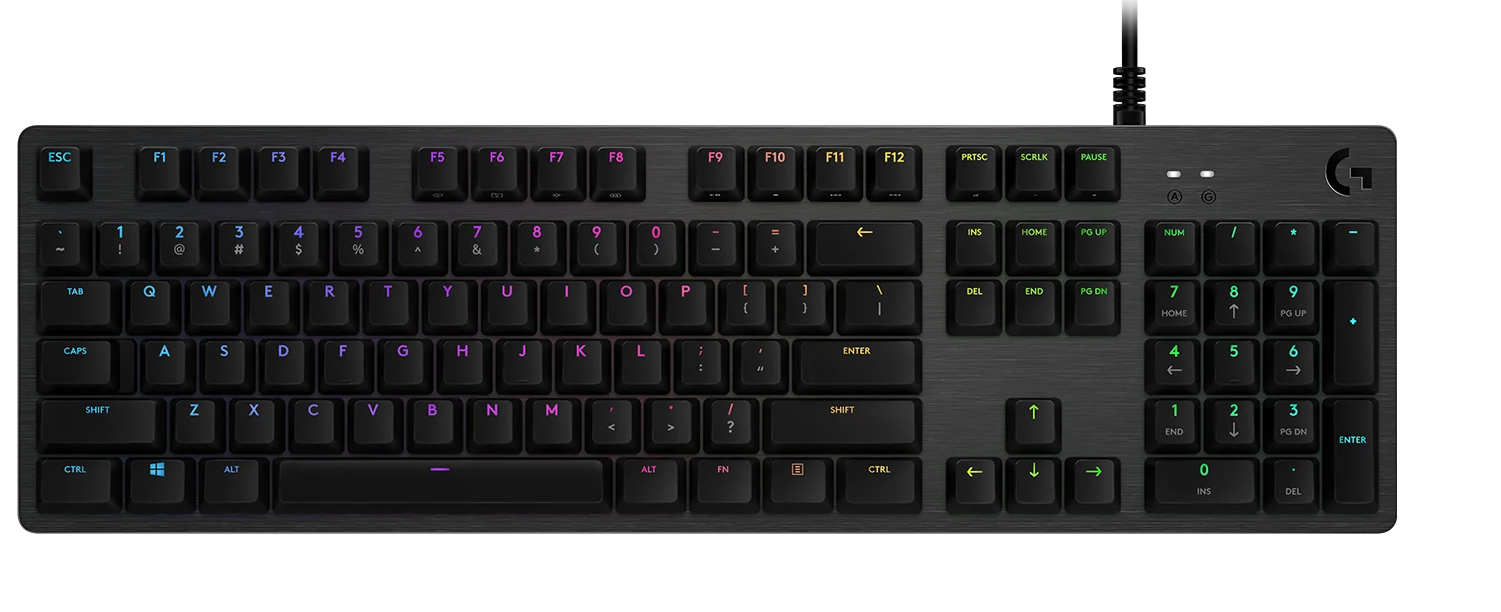 ESC F1 F2 F3 F4 F5 F6 F7 F8 F9 F10 F11 F12 PRTSC SCRLK PAUSE
A G
` 1 2 3 4 5 6 7 8 9 0 - = ← INS HOME PG UP NUM / * -
~ ! @ # $ % ^ & * ( ) _ +
TAB Q W E R T Y U I O P [ ] \ DEL END PG DN 7 8 9 +
{ } | HOME ↑ PG UP
CAPS A S D F G H J K L ; ' ENTER 4 5 6
: " ← →
SHIFT Z X C V B N M , . / SHIFT ↑ 1 2 3 ENTER
< > ? END ↓ PG DN
CTRL ALT ALT FN CTRL ← ↓ → 0 .
INS DEL